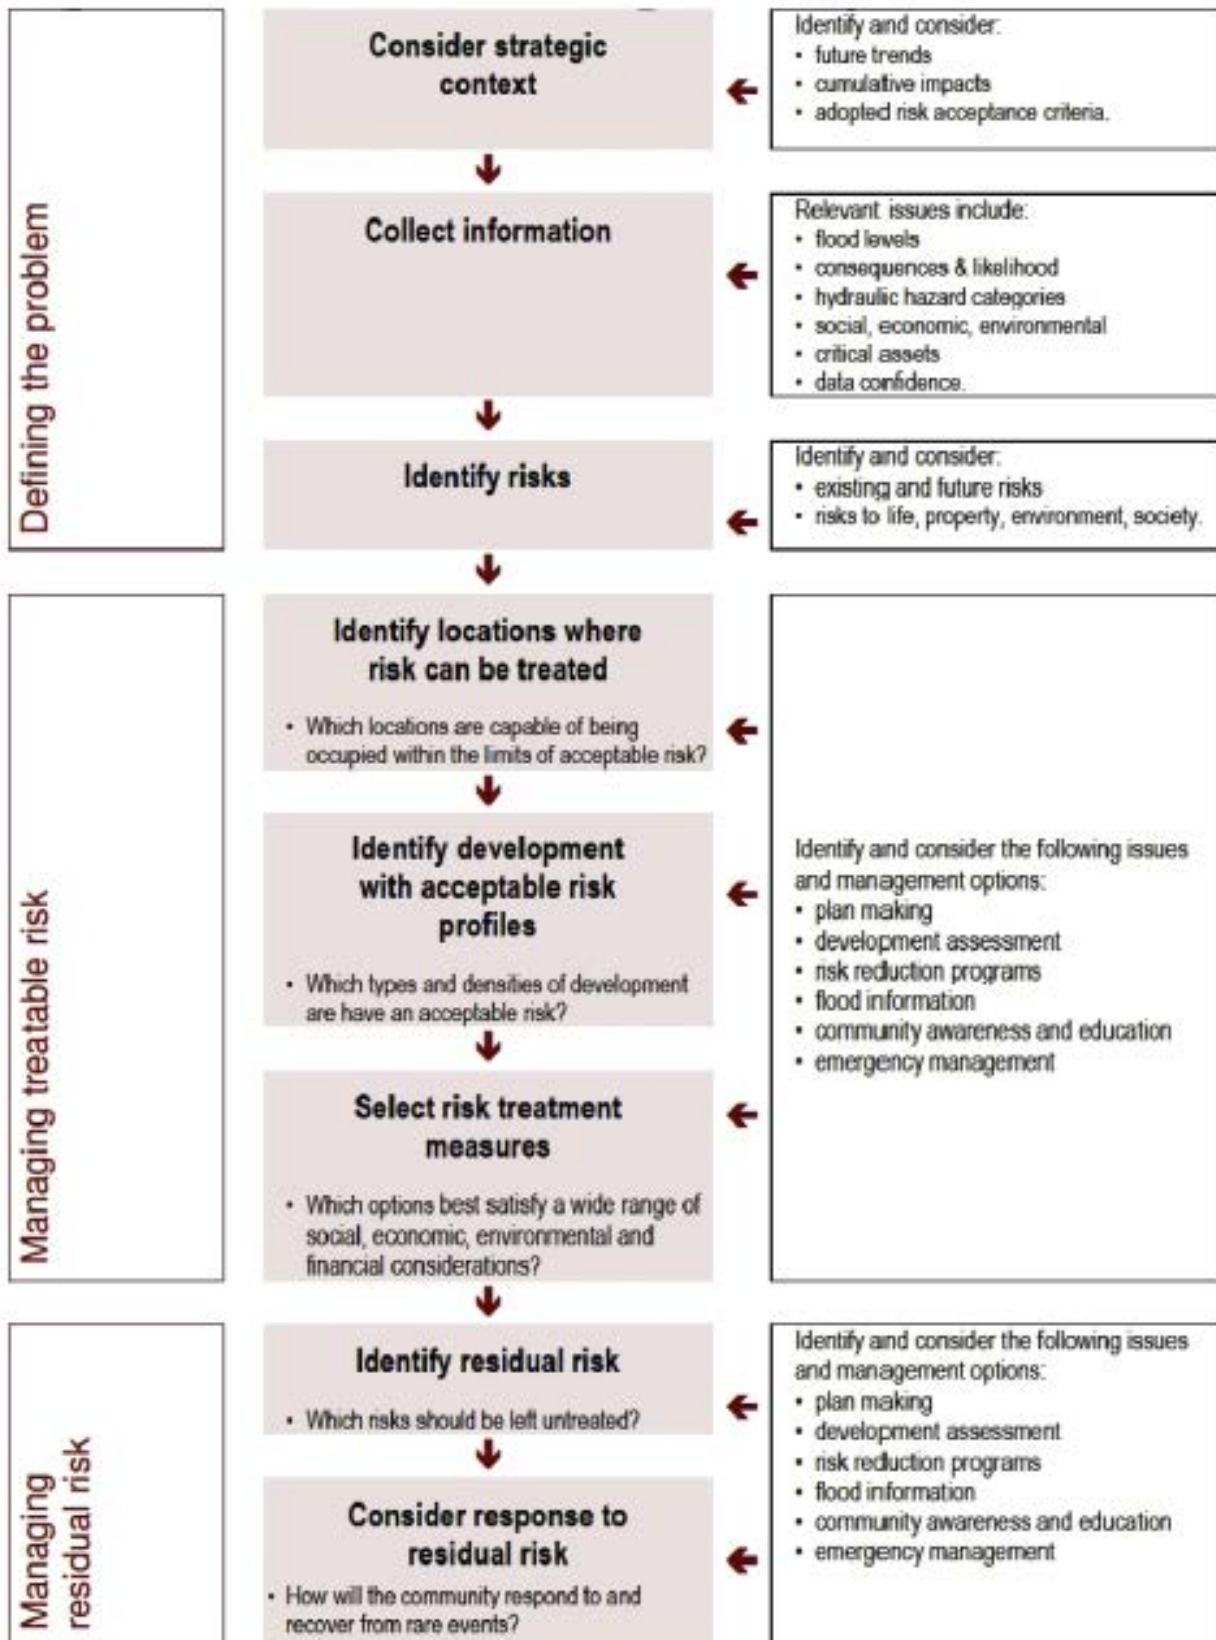 Defining the problem
Consider strategic
context
Identify and consider:
• future trends
• cumulative impacts
• adopted risk acceptance criteria.
Collect information
Relevant issues include:
• flood levels
• consequences & likelihood
• hydraulic hazard categories
• social, economic, environmental
• critical assets
• data confidence.
Identify risks
Identify and consider:
• existing and future risks
• risks to life, property, environment, society.
Managing treatable risk
Identify locations where
risk can be treated
• Which locations are capable of being
occupied within the limits of acceptable risk?
Identify development
with acceptable risk
profiles
• Which types and densities of development
are have an acceptable risk?
Select risk treatment
measures
• Which options best satisfy a wide range of
social, economic, environmental and
financial considerations?
Identify and consider the following issues
and management options:
• plan making
• development assessment
• risk reduction programs
• flood information
• community awareness and education
• emergency management
Managing
residual risk
Identify residual risk
• Which risks should be left untreated?
Consider response to
residual risk
• How will the community respond to and
recover from rare events?
Identify and consider the following issues
and management options:
• plan making
• development assessment
• risk reduction programs
• flood information
• community awareness and education
• emergency management